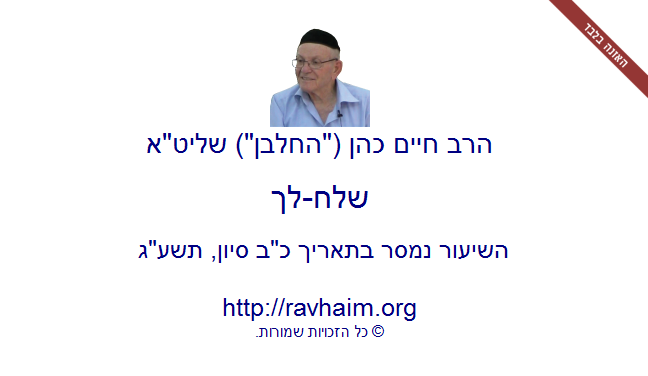 האזנה בלבד
הרב חיים כהן ("החלבן") שליט"א
שלח-לך
השיעור נמסר בתאריך כ"ב סיון, תשע"ג
http://ravhaim.org
© כל הזכויות שמורות.